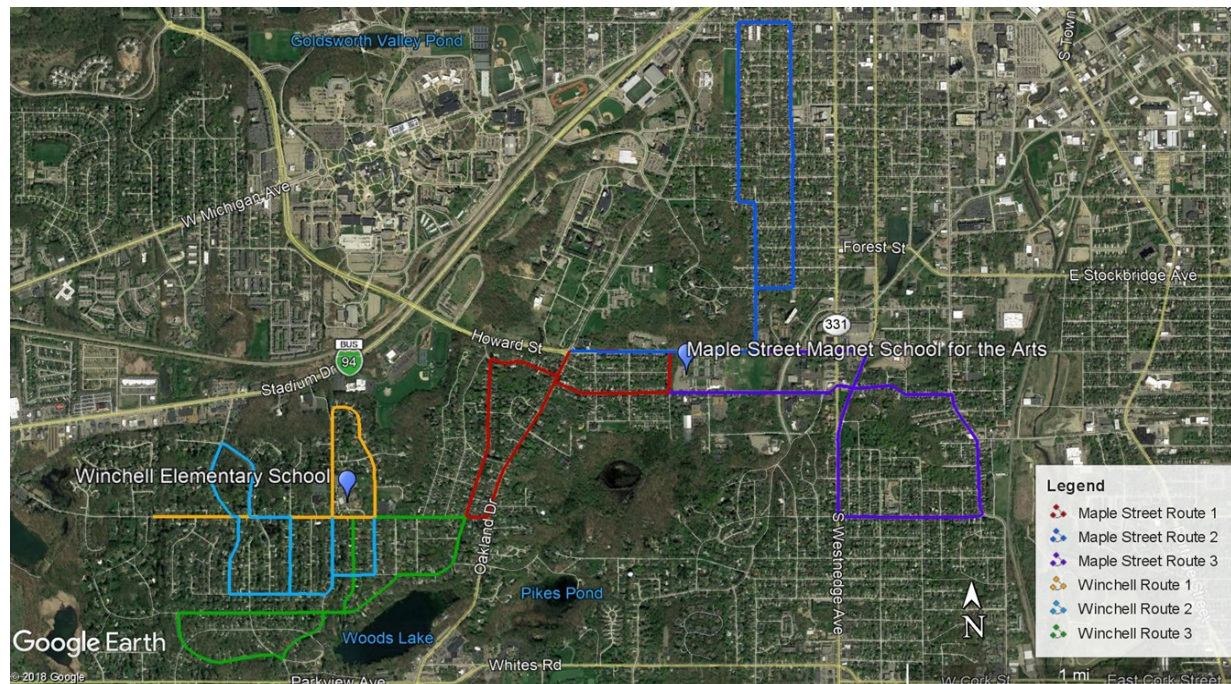 Goldsworth Valley Pond
S Town
W Michigan Ave
Forest St
E Stockbridge Ave
331
Howard St
Maple Street Magnet School for the Arts
BUS
94
Stadium Dr
Winchell Elementary School
Oakland Dr
S Westnedge Ave
Legend
Maple Street Route 1
Maple Street Route 2
Maple Street Route 3
Winchell Route 1
Winchell Route 2
Winchell Route 3
Pikes Pond
N
Woods Lake
Google Earth
Whites Rd
© 2018 Google
Parkview Ave
W Cork St
1 mi
East Cork Street